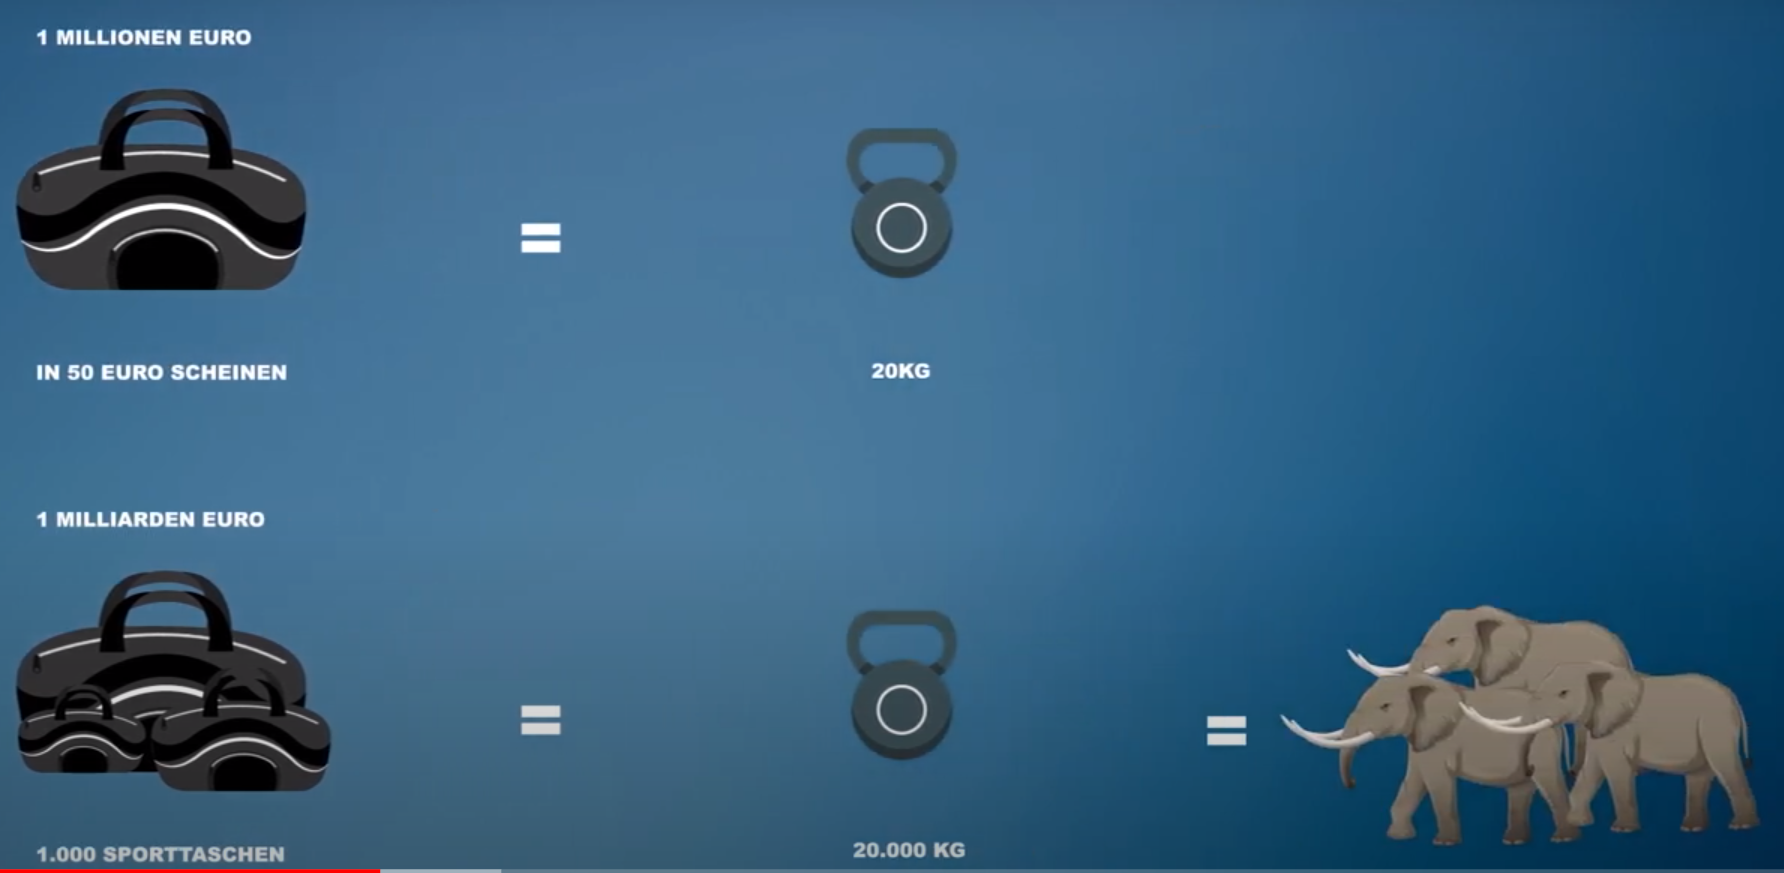 1 MILLIONEN EURO
=
IN 50 EURO SCHEINEN
20KG
1 MILLIARDEN EURO
=
=
1.000 SPORTTASCHEN
20.000 KG